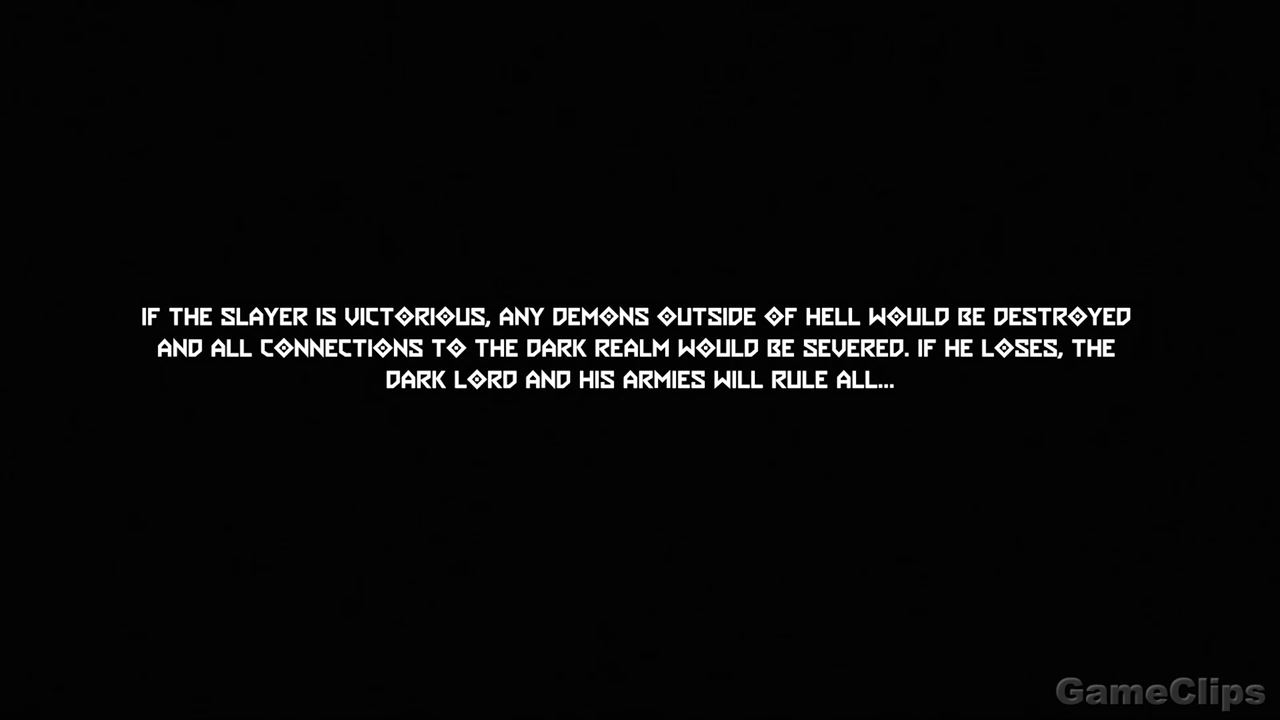 IF THE SLAYER IS VICTORIOUS, ANY DEMONS OUTSIDE OF HELL WOULD BE DESTROYED
AND ALL CONNECTIONS TO THE DARK REALM WOULD BE SEVERED. IF HE LOSES, THE
DARK LORD AND HIS ARMIES WILL RULE ALL...
GameClips